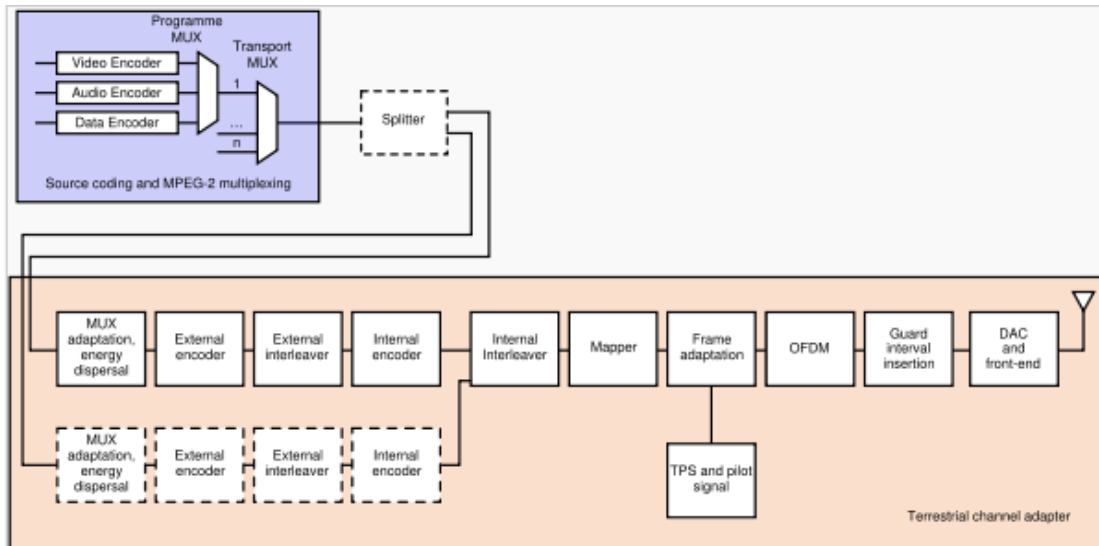 Programme
MUX
Transport
MUX
Video Encoder
Audio Encoder
Data Encoder
1
...
n
Splitter
Source coding and MPEG-2 multiplexing
MUX
adaptation,
energy
dispersal
External
encoder
External
interleaver
Internal
encoder
Internal
Interleaver
Mapper
Frame
adaptation
OFDM
Guard
interval
insertion
DAC
and
front-end
MUX
adaptation,
energy
dispersal
External
encoder
External
interleaver
Internal
encoder
TPS and pilot
signal
Terrestrial channel adapter